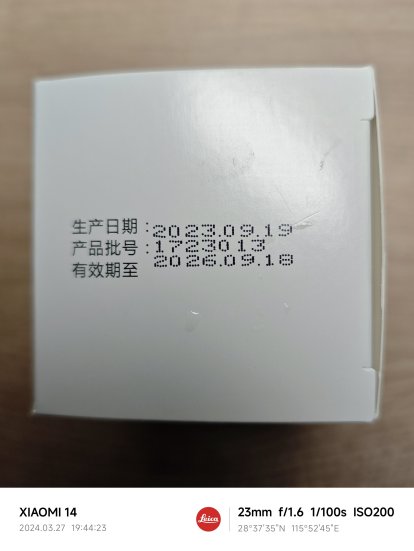 生产日期：2023.09.19
产品批号：1723013
有效期至 2026.09.18
XIAOMI 14
2024.03.27 19:44:23
Leica
23mm f/1.6 1/100s ISO200
28°37'35"N 115°52'45"E